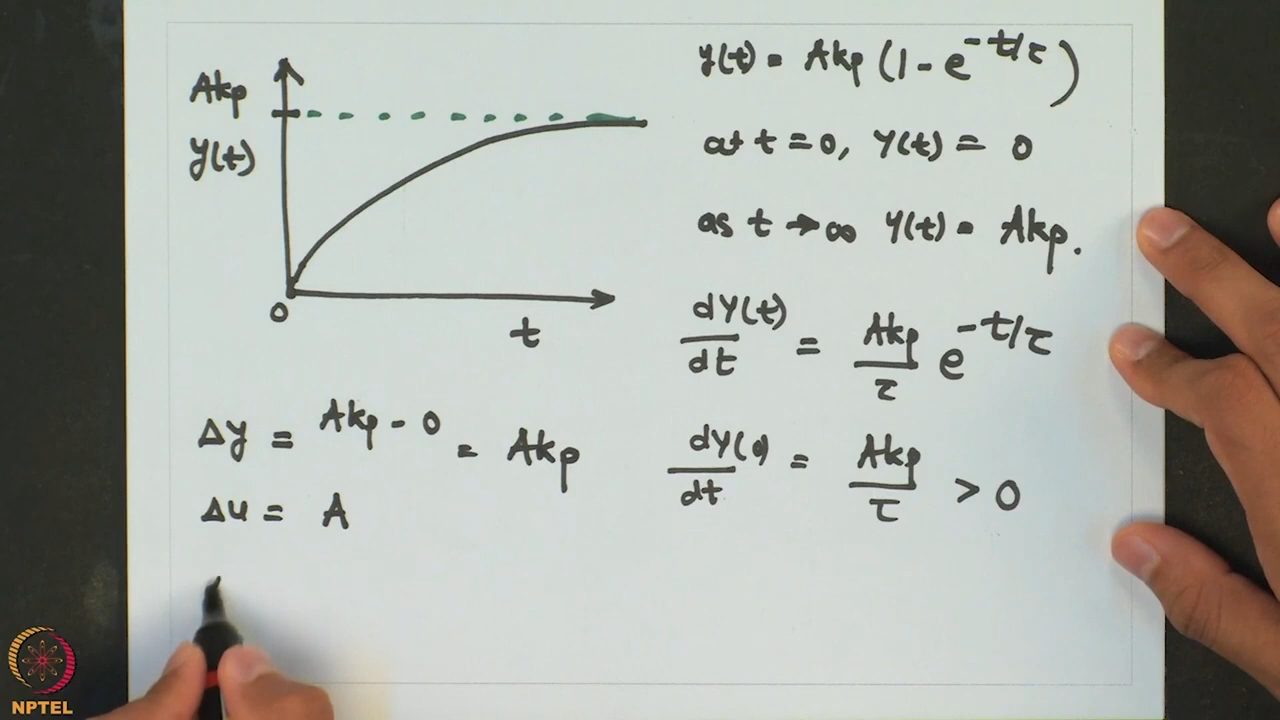 Akp
y(t)
0
t
y(t) = Akp (1 - e^{-t/τ})
at t = 0, y(t) = 0
as t → ∞ y(t) = Akp.
dy(t)/dt = Akp/τ e^{-t/τ}
dy(0)/dt = Akp/τ > 0
Δy = Akp - 0 = Akp
Δu = A
NPTEL